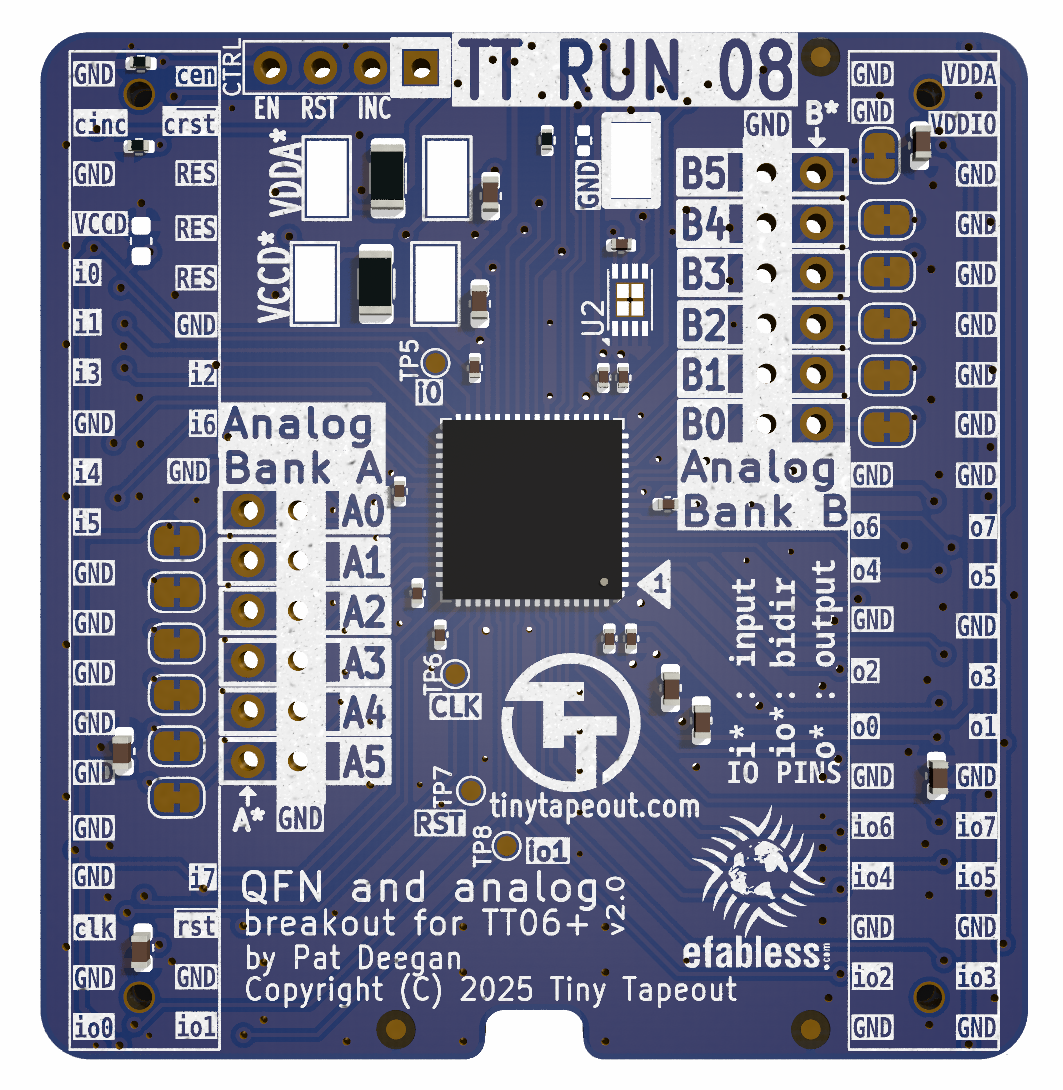 CTRL
EN RST INC
TT RUN 08
GND
cen
cinc
crst
GND
RES
VCCD
RES
i0
RES
i1
GND
i3
i2
GND
i6
i4
GND
i5
GND
GND
GND
GND
GND
GND
GND
i7
clk
rst
GND
GND
io0
io1
VDDA*
VCCD*
GND
U2
TP5
i0
Analog
Bank A
A0
A1
A2
A3
A4
A5
A*
GND
GND
B*
B5
B4
B3
B2
B1
B0
Analog
Bank B
1
TP6
CLK
TP7
RST
TP8
io1
TT
tinytapeout.com
ii* : input
io* : bidir
o* : output
IO PINS
efabless.com
QFN and analog
breakout for TT06+
v2.0
by Pat Deegan
Copyright (C) 2025 Tiny Tapeout
GND
VDDA
GND
VDDIO
GND
GND
GND
GND
GND
GND
GND
GND
o6
o7
o4
o5
GND
GND
o2
o3
o0
o1
GND
GND
io6
io7
io4
io5
GND
GND
io2
io3
GND
GND